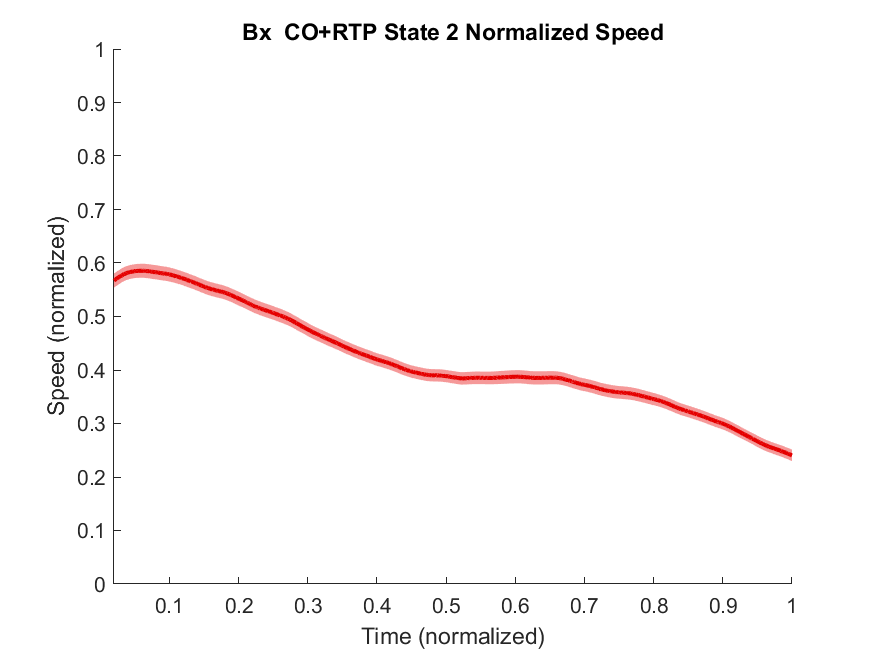 Bx  CO+RTP State 2 Normalized Speed
1
0.9
0.8
0.7
0.6
0.5
0.4
0.3
0.2
0.1
0
Speed (normalized)
0.1 0.2 0.3 0.4 0.5 0.6 0.7 0.8 0.9 1
Time (normalized)